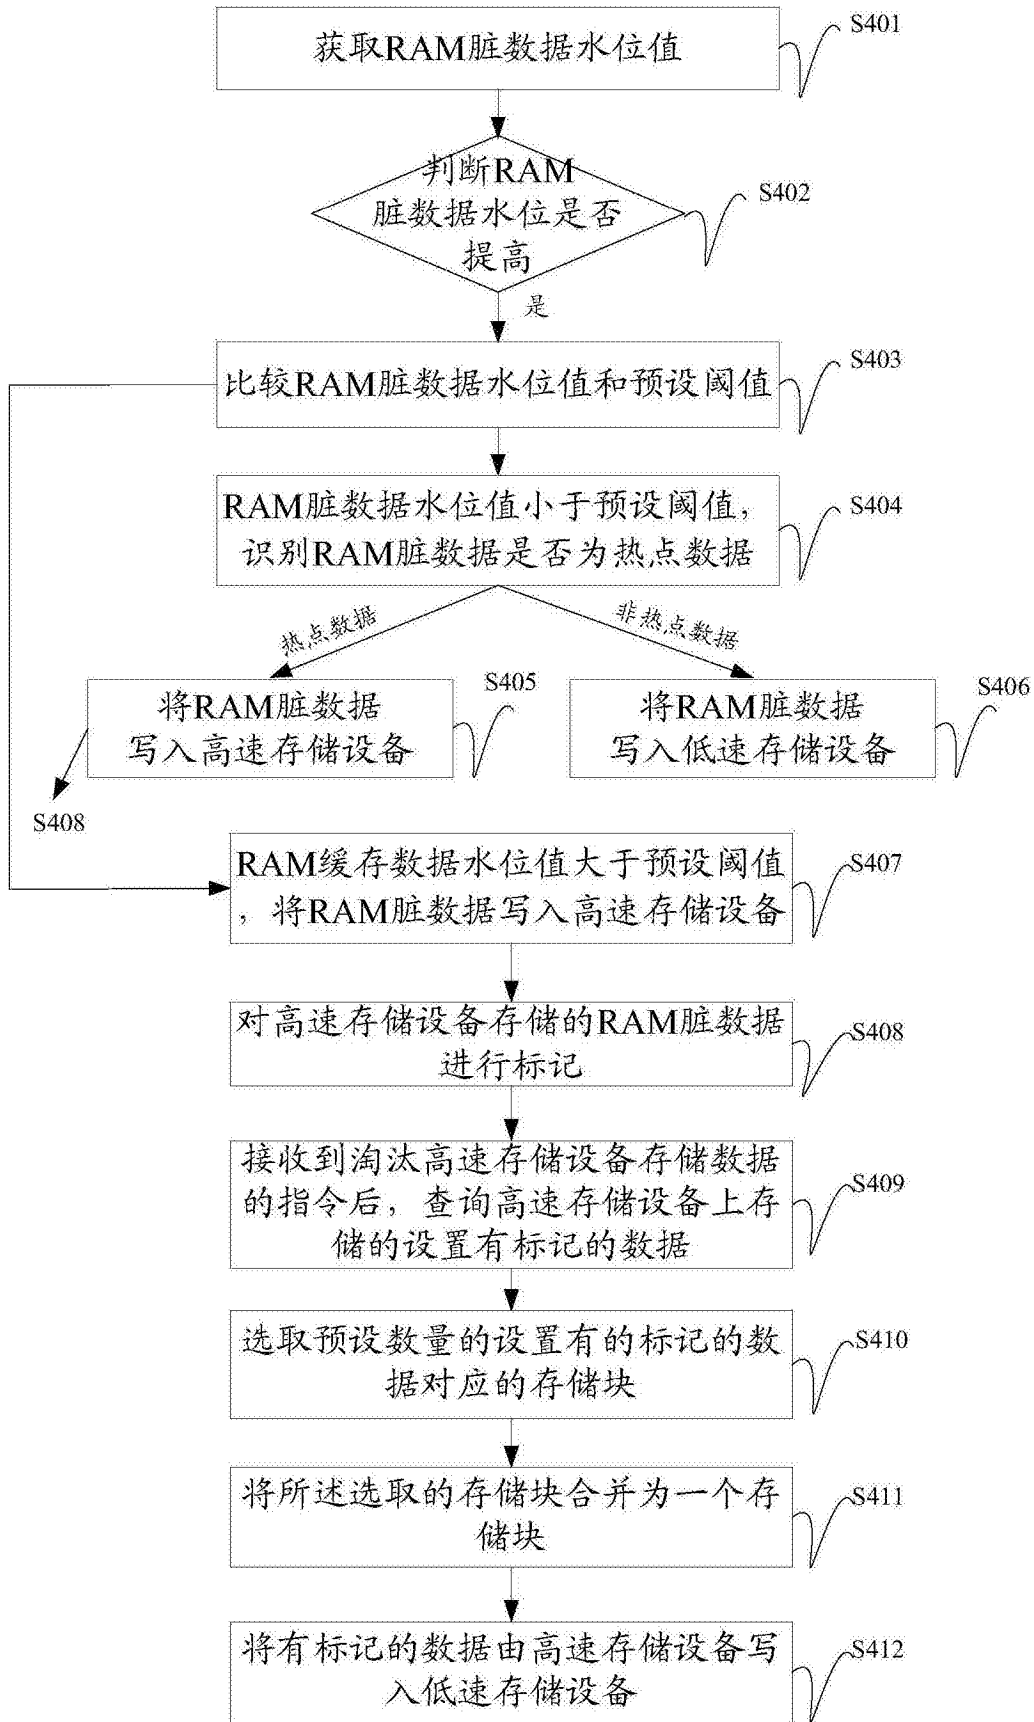 获取RAM脏数据水位值
S401
判断RAM
脏数据水位是否
提高
S402
是
比较RAM脏数据水位值和预设阈值
S403
RAM脏数据水位值小于预设阈值，
识别RAM脏数据是否为热点数据
S404
热点数据
非热点数据
将RAM脏数据
写入高速存储设备
S405
将RAM脏数据
写入低速存储设备
S406
S408
RAM缓存数据水位值大于预设阈值
，将RAM脏数据写入高速存储设备
S407
对高速存储设备存储的RAM脏数据
进行标记
S408
接收到淘汰高速存储设备存储数据
的指令后，查询高速存储设备上存
储的设置有标记的数据
S409
选取预设数量的设置有的标记的数
据对应的存储块
S410
将所述选取的存储块合并为一个存
储块
S411
将有标记的数据由高速存储设备写
入低速存储设备
S412